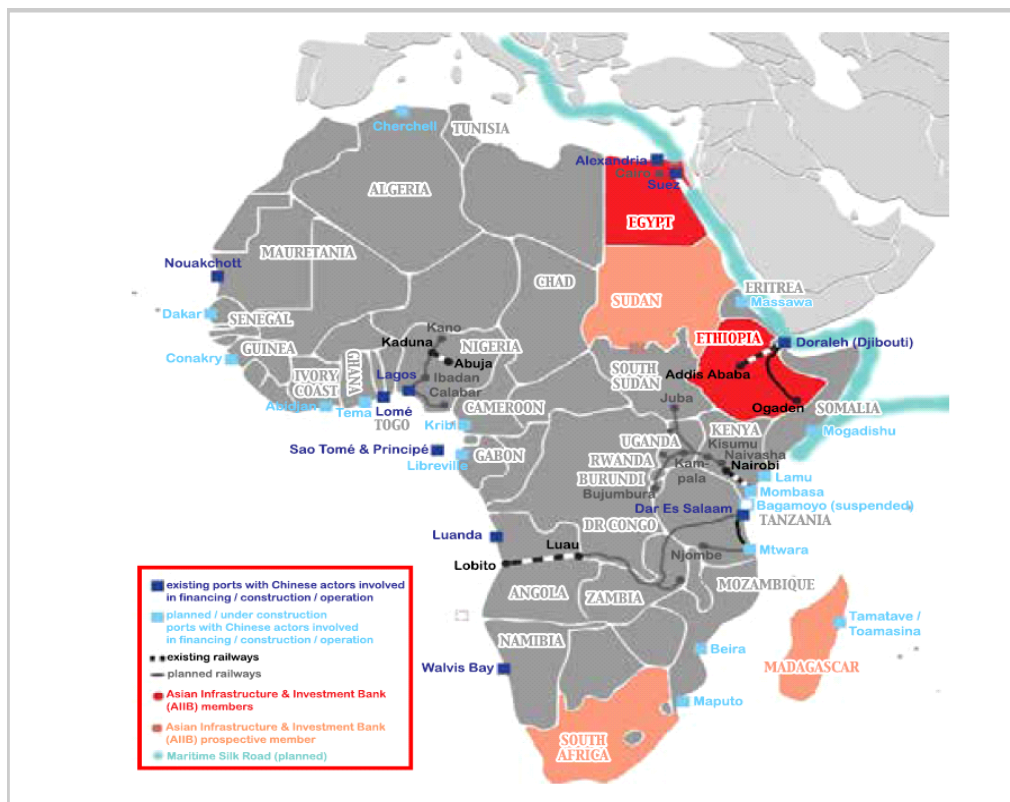 Cherchell
TUNISIA
ALGERIA
Alexandria
Cairo
Suez
EGYPT
MAURETANIA
Nouakchott
CHAD
SUDAN
ERITREA
Massawa
Dakar
SENEGAL
Kano
Kaduna
NIGERIA
Abuja
ETHIOPIA
Doraleh (Djibouti)
GUINEA
Conakry
GHANA
IVORY
COAST
Lagos
Ibadan
Calabar
SOUTH
SUDAN
Addis Ababa
Ogaden
SOMALIA
Abidjan
Tema
Lomé
TOGO
CAMEROON
Kribi
Juba
KENYA
Mogadishu
UGANDA
Kisumu
Naivasha
Nairobi
Sao Tomé & Principé
Libreville
GABON
RWANDA
Kam-
pala
BURUNDI
Bujumbura
Lamu
Mombasa
Bagamoyo (suspended)
Dar Es Salaam
TANZANIA
DR CONGO
Luanda
Luau
Lobito
Njombe
Mtwara
ANGOLA
ZAMBIA
MOZAMBIQUE
NAMIBIA
Tamatave /
Toamasina
Beira
MADAGASCAR
Walvis Bay
Maputo
SOUTH
AFRICA
existing ports with Chinese actors involved
in financing / construction / operation
planned / under construction
ports with Chinese actors involved
in financing / construction / operation
existing railways
planned railways
Asian Infrastructure & Investment Bank
(AIIB) members
Asian Infrastructure & Investment Bank
(AIIB) prospective member
Maritime Silk Road (planned)